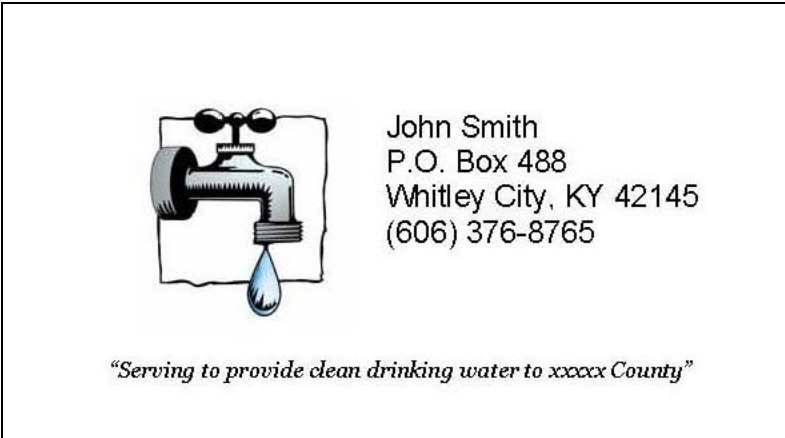 John Smith
P.O. Box 488
Whitley City, KY 42145
(606) 376-8765
“Serving to provide clean drinking water to xxxxx County”